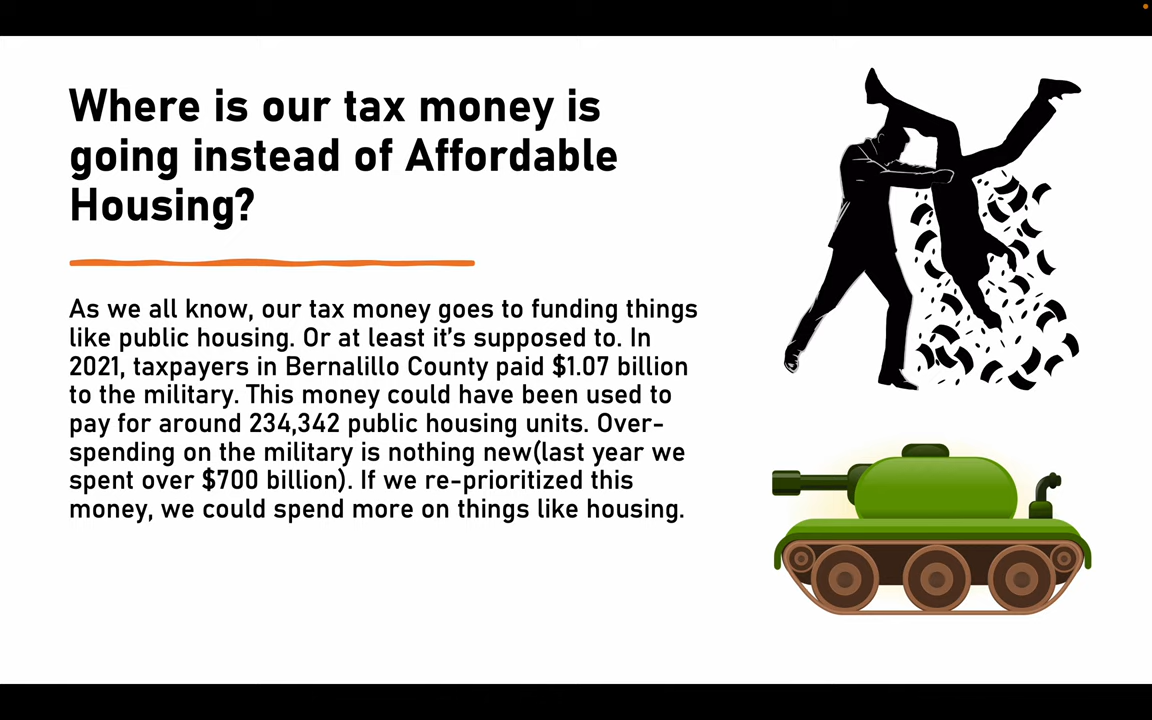 Where is our tax money is
going instead of Affordable
Housing?
As we all know, our tax money goes to funding things
like public housing. Or at least it's supposed to. In
2021, taxpayers in Bernalillo County paid $1.07 billion
to the military. This money could have been used to
pay for around 234,342 public housing units. Over-
spending on the military is nothing new(last year we
spent over $700 billion). If we re-prioritized this
money, we could spend more on things like housing.